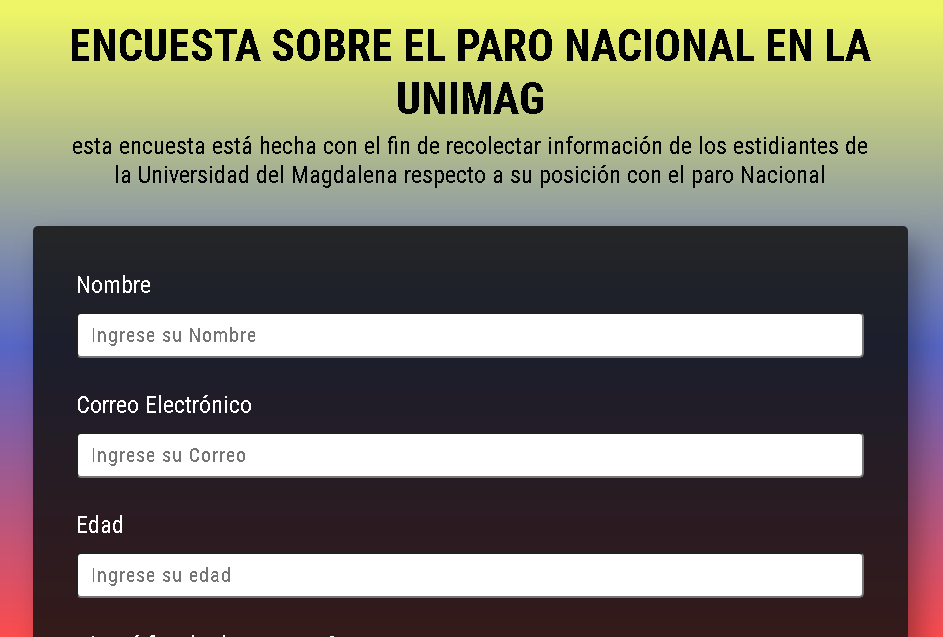 ENCUESTA SOBRE EL PARO NACIONAL EN LA
UNIMAG
esta encuesta está hecha con el fin de recolectar información de los estidiantes de
la Universidad del Magdalena respecto a su posición con el paro Nacional
Nombre
Ingrese su Nombre
Correo Electrónico
Ingrese su Correo
Edad
Ingrese su edad